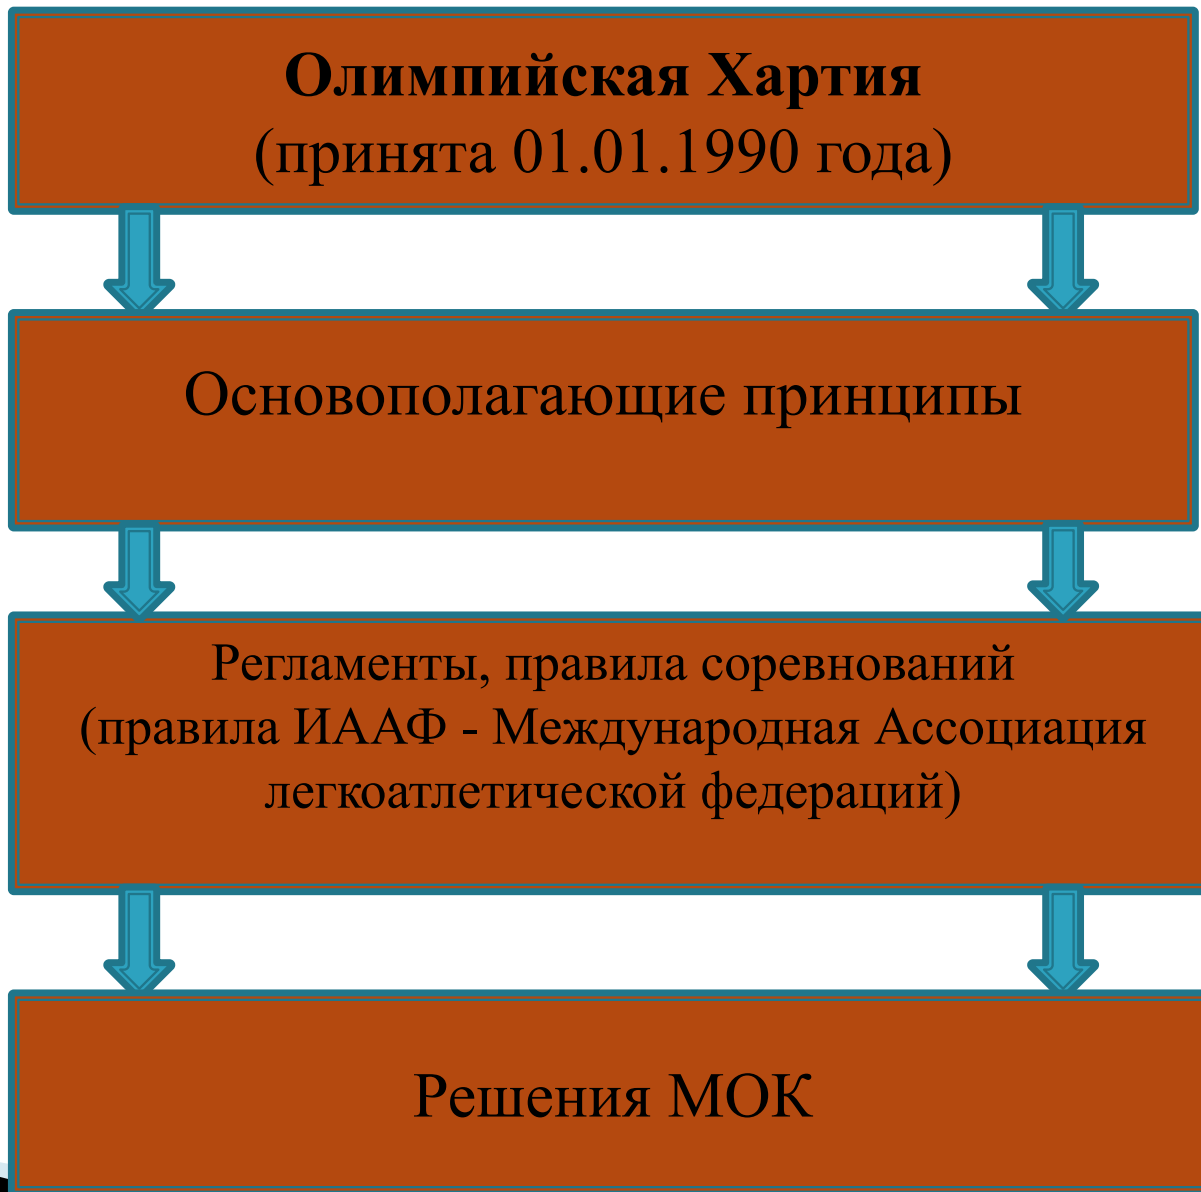 Олимпийская Хартия
(принята 01.01.1990 года)
Основополагающие принципы
Регламенты, правила соревнований
(правила ИААФ - Международная Ассоциация
легкоатлетической федераций)
Решения МОК